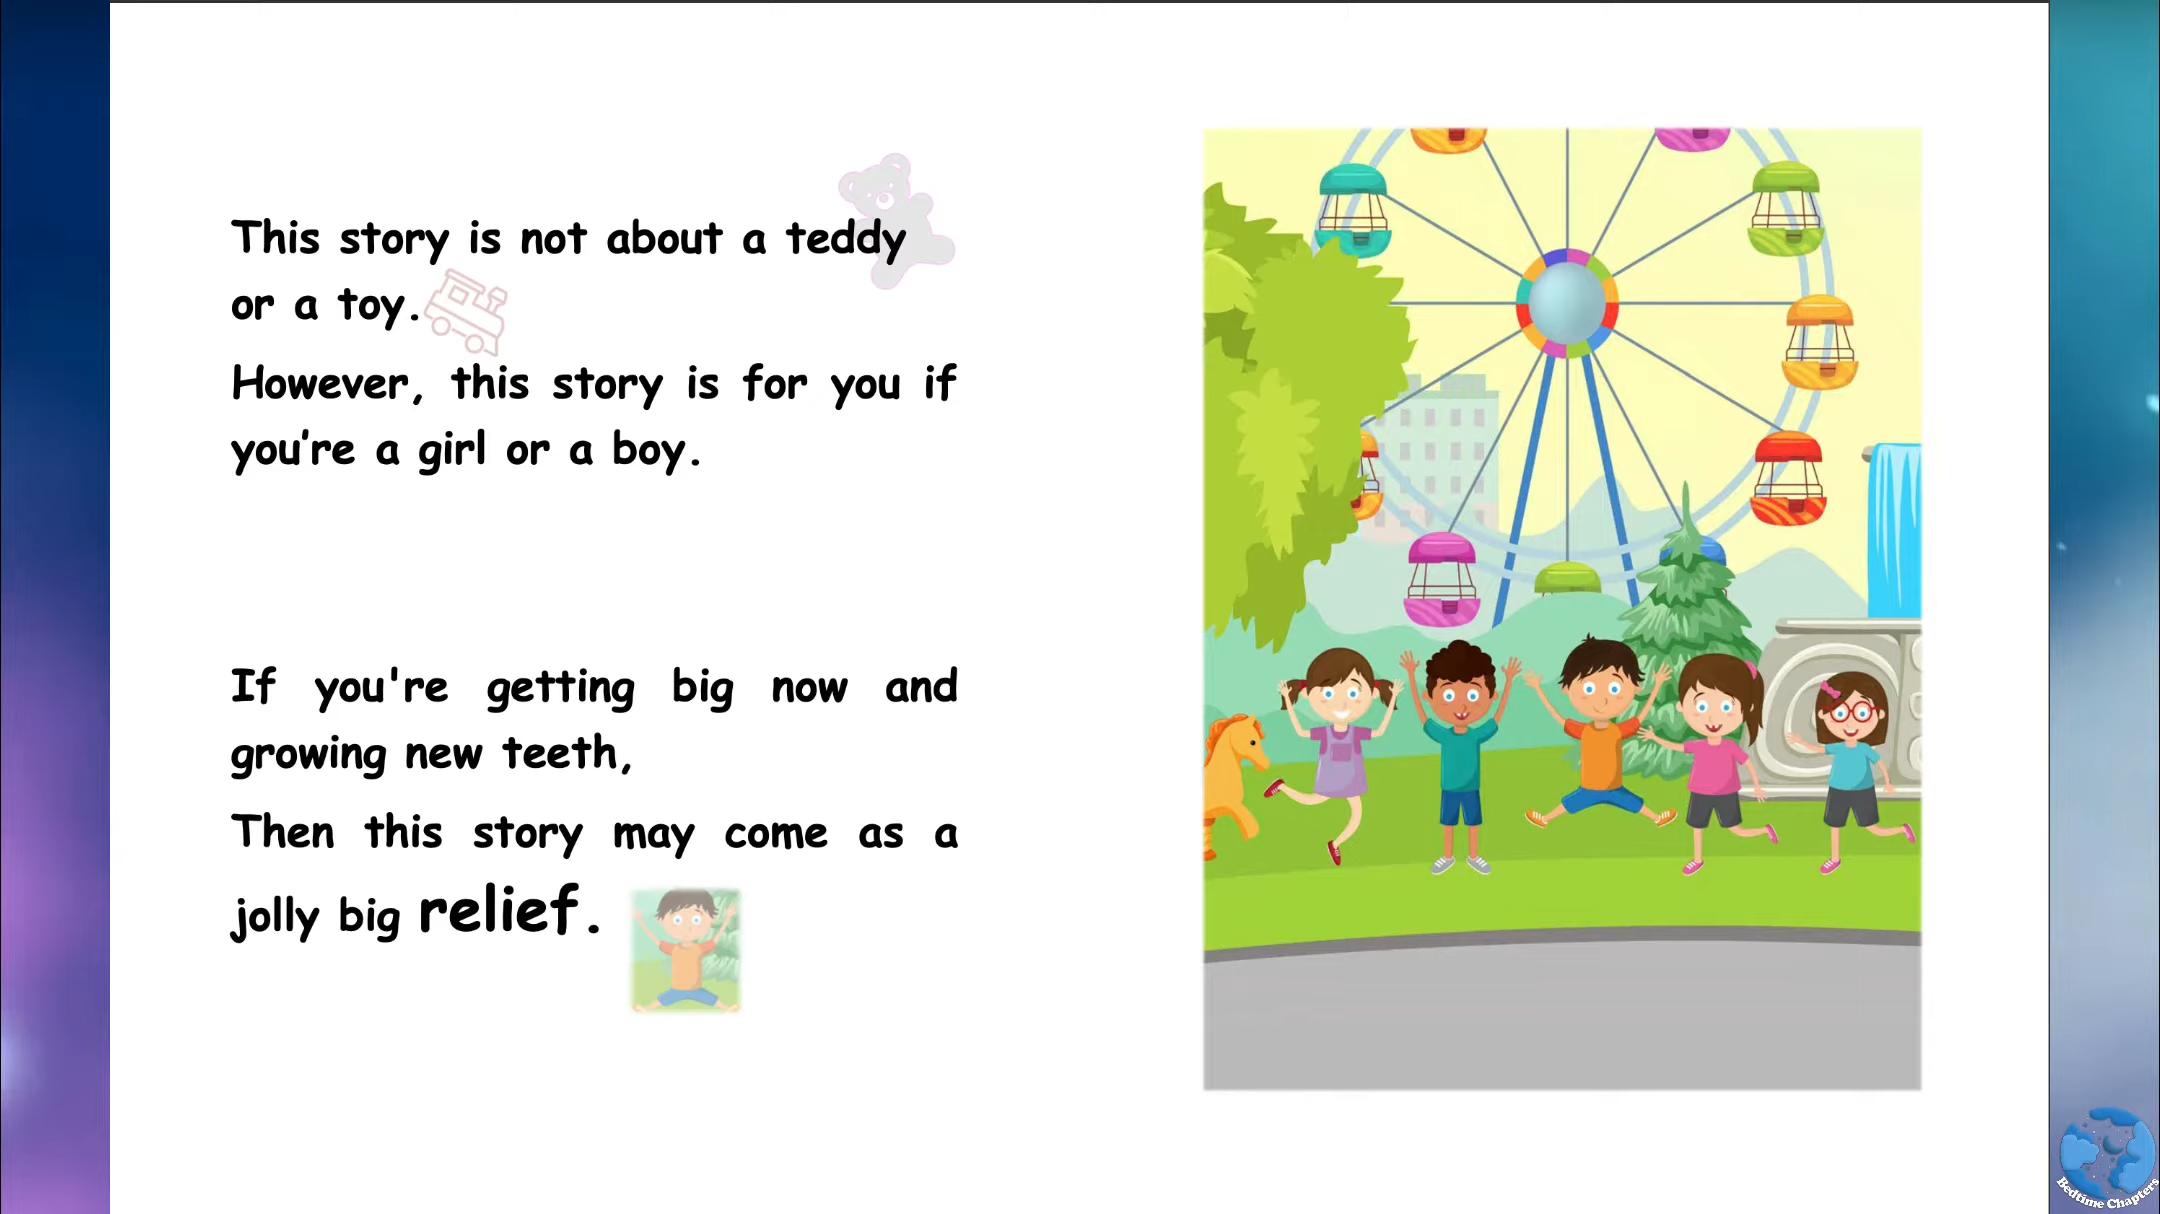 This story is not about a teddy
or a toy.
However, this story is for you if
you're a girl or a boy.
If you're getting big now and
growing new teeth,
Then this story may come as a
jolly big relief.
Bedtime Chapters